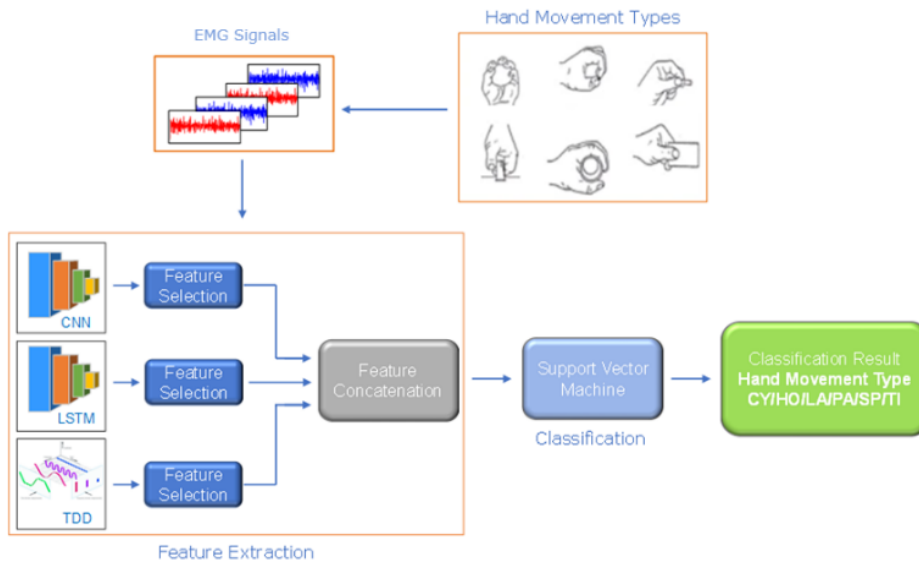 Hand Movement Types
EMG Signals
CNN
Feature
Selection
LSTM
Feature
Selection
TDD
Feature
Selection
Feature
Concatenation
Support Vector
Machine
Classification
Classification Result
Hand Movement Type
CY/HO/LA/PA/SP/TI
Feature Extraction